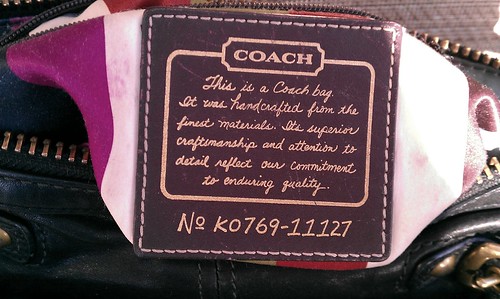 COACH
This is a Coach bag.
It was handcrafted from the
finest materials. Its superior
craftsmanship and attention to
detail reflect our commitment
to enduring quality.
No K0769-11127